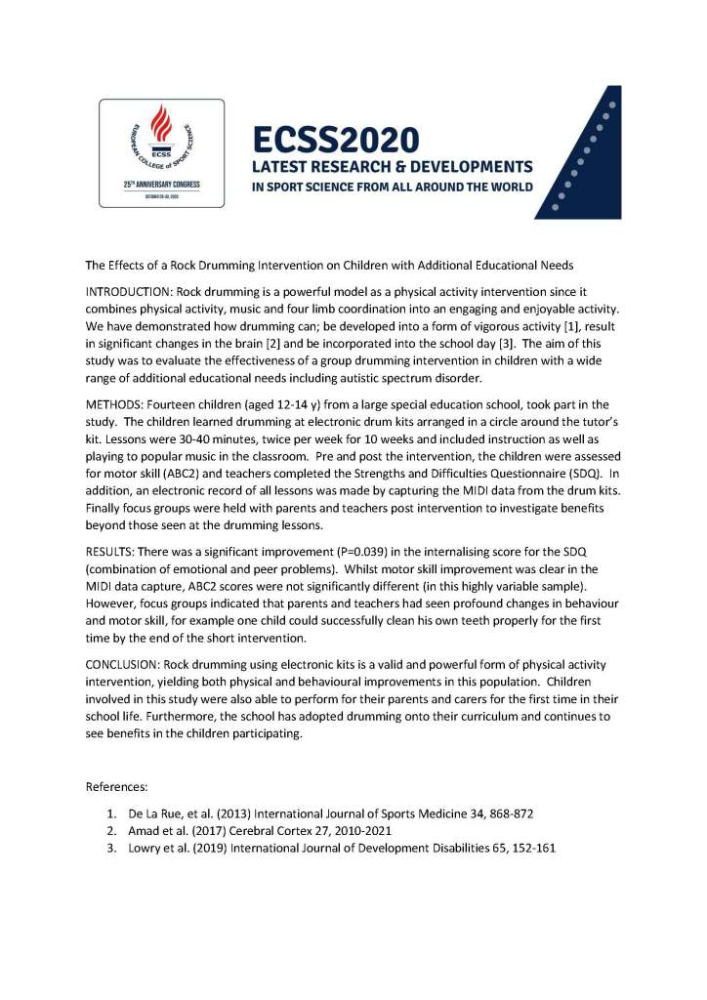 EUROPEAN COLLEGE of SPORT SCIENCE
ECSS
25TH ANNIVERSARY CONGRESS
OCTOBER 28-30, 2020
ECSS2020
LATEST RESEARCH & DEVELOPMENTS
IN SPORT SCIENCE FROM ALL AROUND THE WORLD
The Effects of a Rock Drumming Intervention on Children with Additional Educational Needs
INTRODUCTION: Rock drumming is a powerful model as a physical activity intervention since it
combines physical activity, music and four limb coordination into an engaging and enjoyable activity.
We have demonstrated how drumming can; be developed into a form of vigorous activity [1], result
in significant changes in the brain [2] and be incorporated into the school day [3].  The aim of this
study was to evaluate the effectiveness of a group drumming intervention in children with a wide
range of additional educational needs including autistic spectrum disorder.
METHODS: Fourteen children (aged 12-14 y) from a large special education school, took part in the
study.  The children learned drumming at electronic drum kits arranged in a circle around the tutor's
kit. Lessons were 30-40 minutes, twice per week for 10 weeks and included instruction as well as
playing to popular music in the classroom.  Pre and post the intervention, the children were assessed
for motor skill (ABC2) and teachers completed the Strengths and Difficulties Questionnaire (SDQ).  In
addition, an electronic record of all lessons was made by capturing the MIDI data from the drum kits.
Finally focus groups were held with parents and teachers post intervention to investigate benefits
beyond those seen at the drumming lessons.
RESULTS: There was a significant improvement (P=0.039) in the internalising score for the SDQ
(combination of emotional and peer problems).  Whilst motor skill improvement was clear in the
MIDI data capture, ABC2 scores were not significantly different (in this highly variable sample).
However, focus groups indicated that parents and teachers had seen profound changes in behaviour
and motor skill, for example one child could successfully clean his own teeth properly for the first
time by the end of the short intervention.
CONCLUSION: Rock drumming using electronic kits is a valid and powerful form of physical activity
intervention, yielding both physical and behavioural improvements in this population.  Children
involved in this study were also able to perform for their parents and carers for the first time in their
school life. Furthermore, the school has adopted drumming onto their curriculum and continues to
see benefits in the children participating.
References:
1. De La Rue, et al. (2013) International Journal of Sports Medicine 34, 868-872
2. Amad et al. (2017) Cerebral Cortex 27, 2010-2021
3. Lowry et al. (2019) International Journal of Development Disabilities 65, 152-161